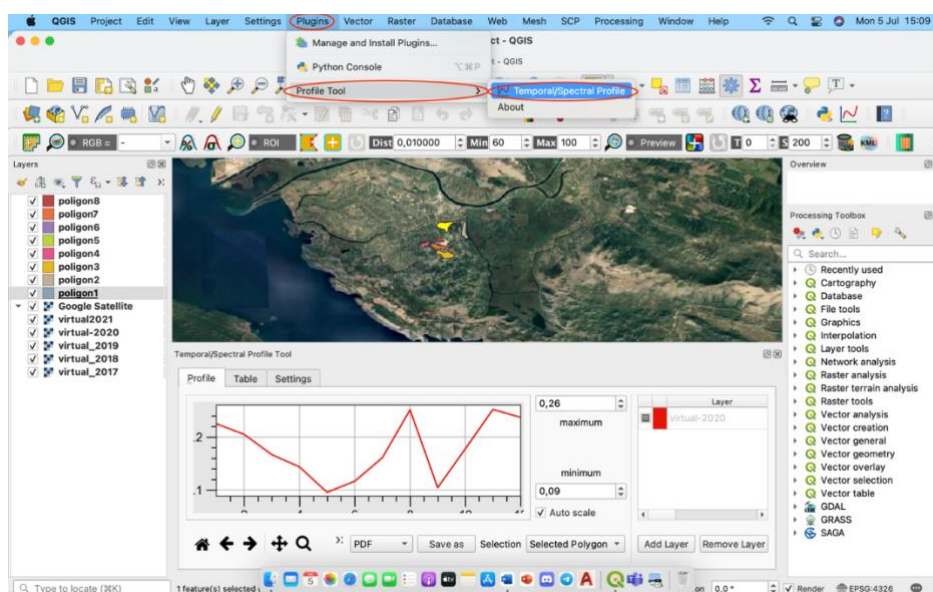 QGIS Project Edit View Layer Settings Plugins Vector Raster Database Web Mesh SCP Processing Window Help Mon 5 Jul 15:09
Manage and Install Plugins...
ct - QGIS
Python Console ⌥⌘P
t - QGIS
Profile Tool
Temporal/Spectral Profile
About
RGB = -
ROI
Dist 0,010000
Min 60
Max 100
Preview
T 0
S 200
KML
Layers
Overview
poligon8
poligon7
poligon6
poligon5
poligon4
poligon3
poligon2
poligon1
Google Satellite
virtual2021
virtual-2020
virtual_2019
virtual_2018
virtual_2017
Processing Toolbox
Search...
Recently used
Cartography
Database
File tools
Graphics
Interpolation
Layer tools
Network analysis
Raster analysis
Raster terrain analysis
Raster tools
Vector analysis
Vector creation
Vector general
Vector geometry
Vector overlay
Vector selection
Vector table
GDAL
GRASS
SAGA
Temporal/Spectral Profile Tool
Profile Table Settings
.2
.1
0,26
maximum
minimum
0,09
Auto scale
Layer
virtual-2020
PDF
Save as
Selection
Selected Polygon
Add Layer
Remove Layer
Type to locate (⌘K)
1 feature(s) selected
0.0 °
Render
EPSG:4326